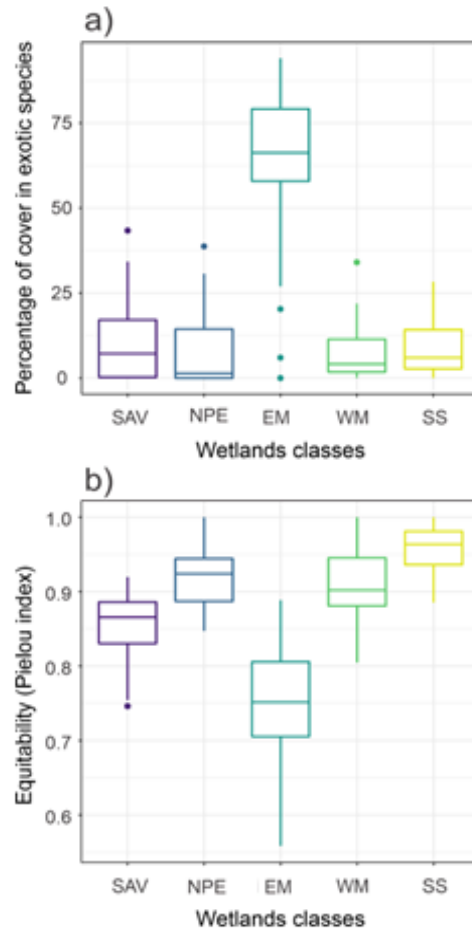 a)
Percentage of cover in exotic species
75
50
25
0
SAV NPE EM WM SS
Wetlands classes
b)
Equitability (Pielou index)
1.0
0.9
0.8
0.7
0.6
SAV NPE EM WM SS
Wetlands classes